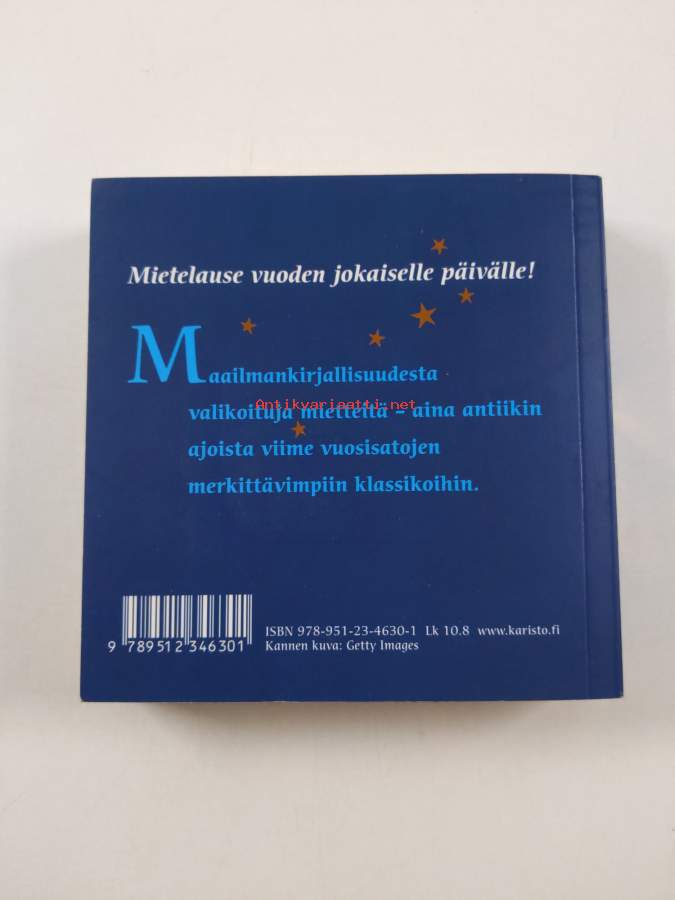 Mietelause vuoden jokaiselle päivälle!
Maailmankirjallisuudesta
valikoituja mietteitä – aina antiikin
Antikvariaatti.net
ajoista viime vuosisatojen
merkittävimpiin klassikoihin.
ISBN 978-951-23-4630-1 Lk 10.8 www.karisto.fi
Kannen kuva: Getty Images
9 789512 346301